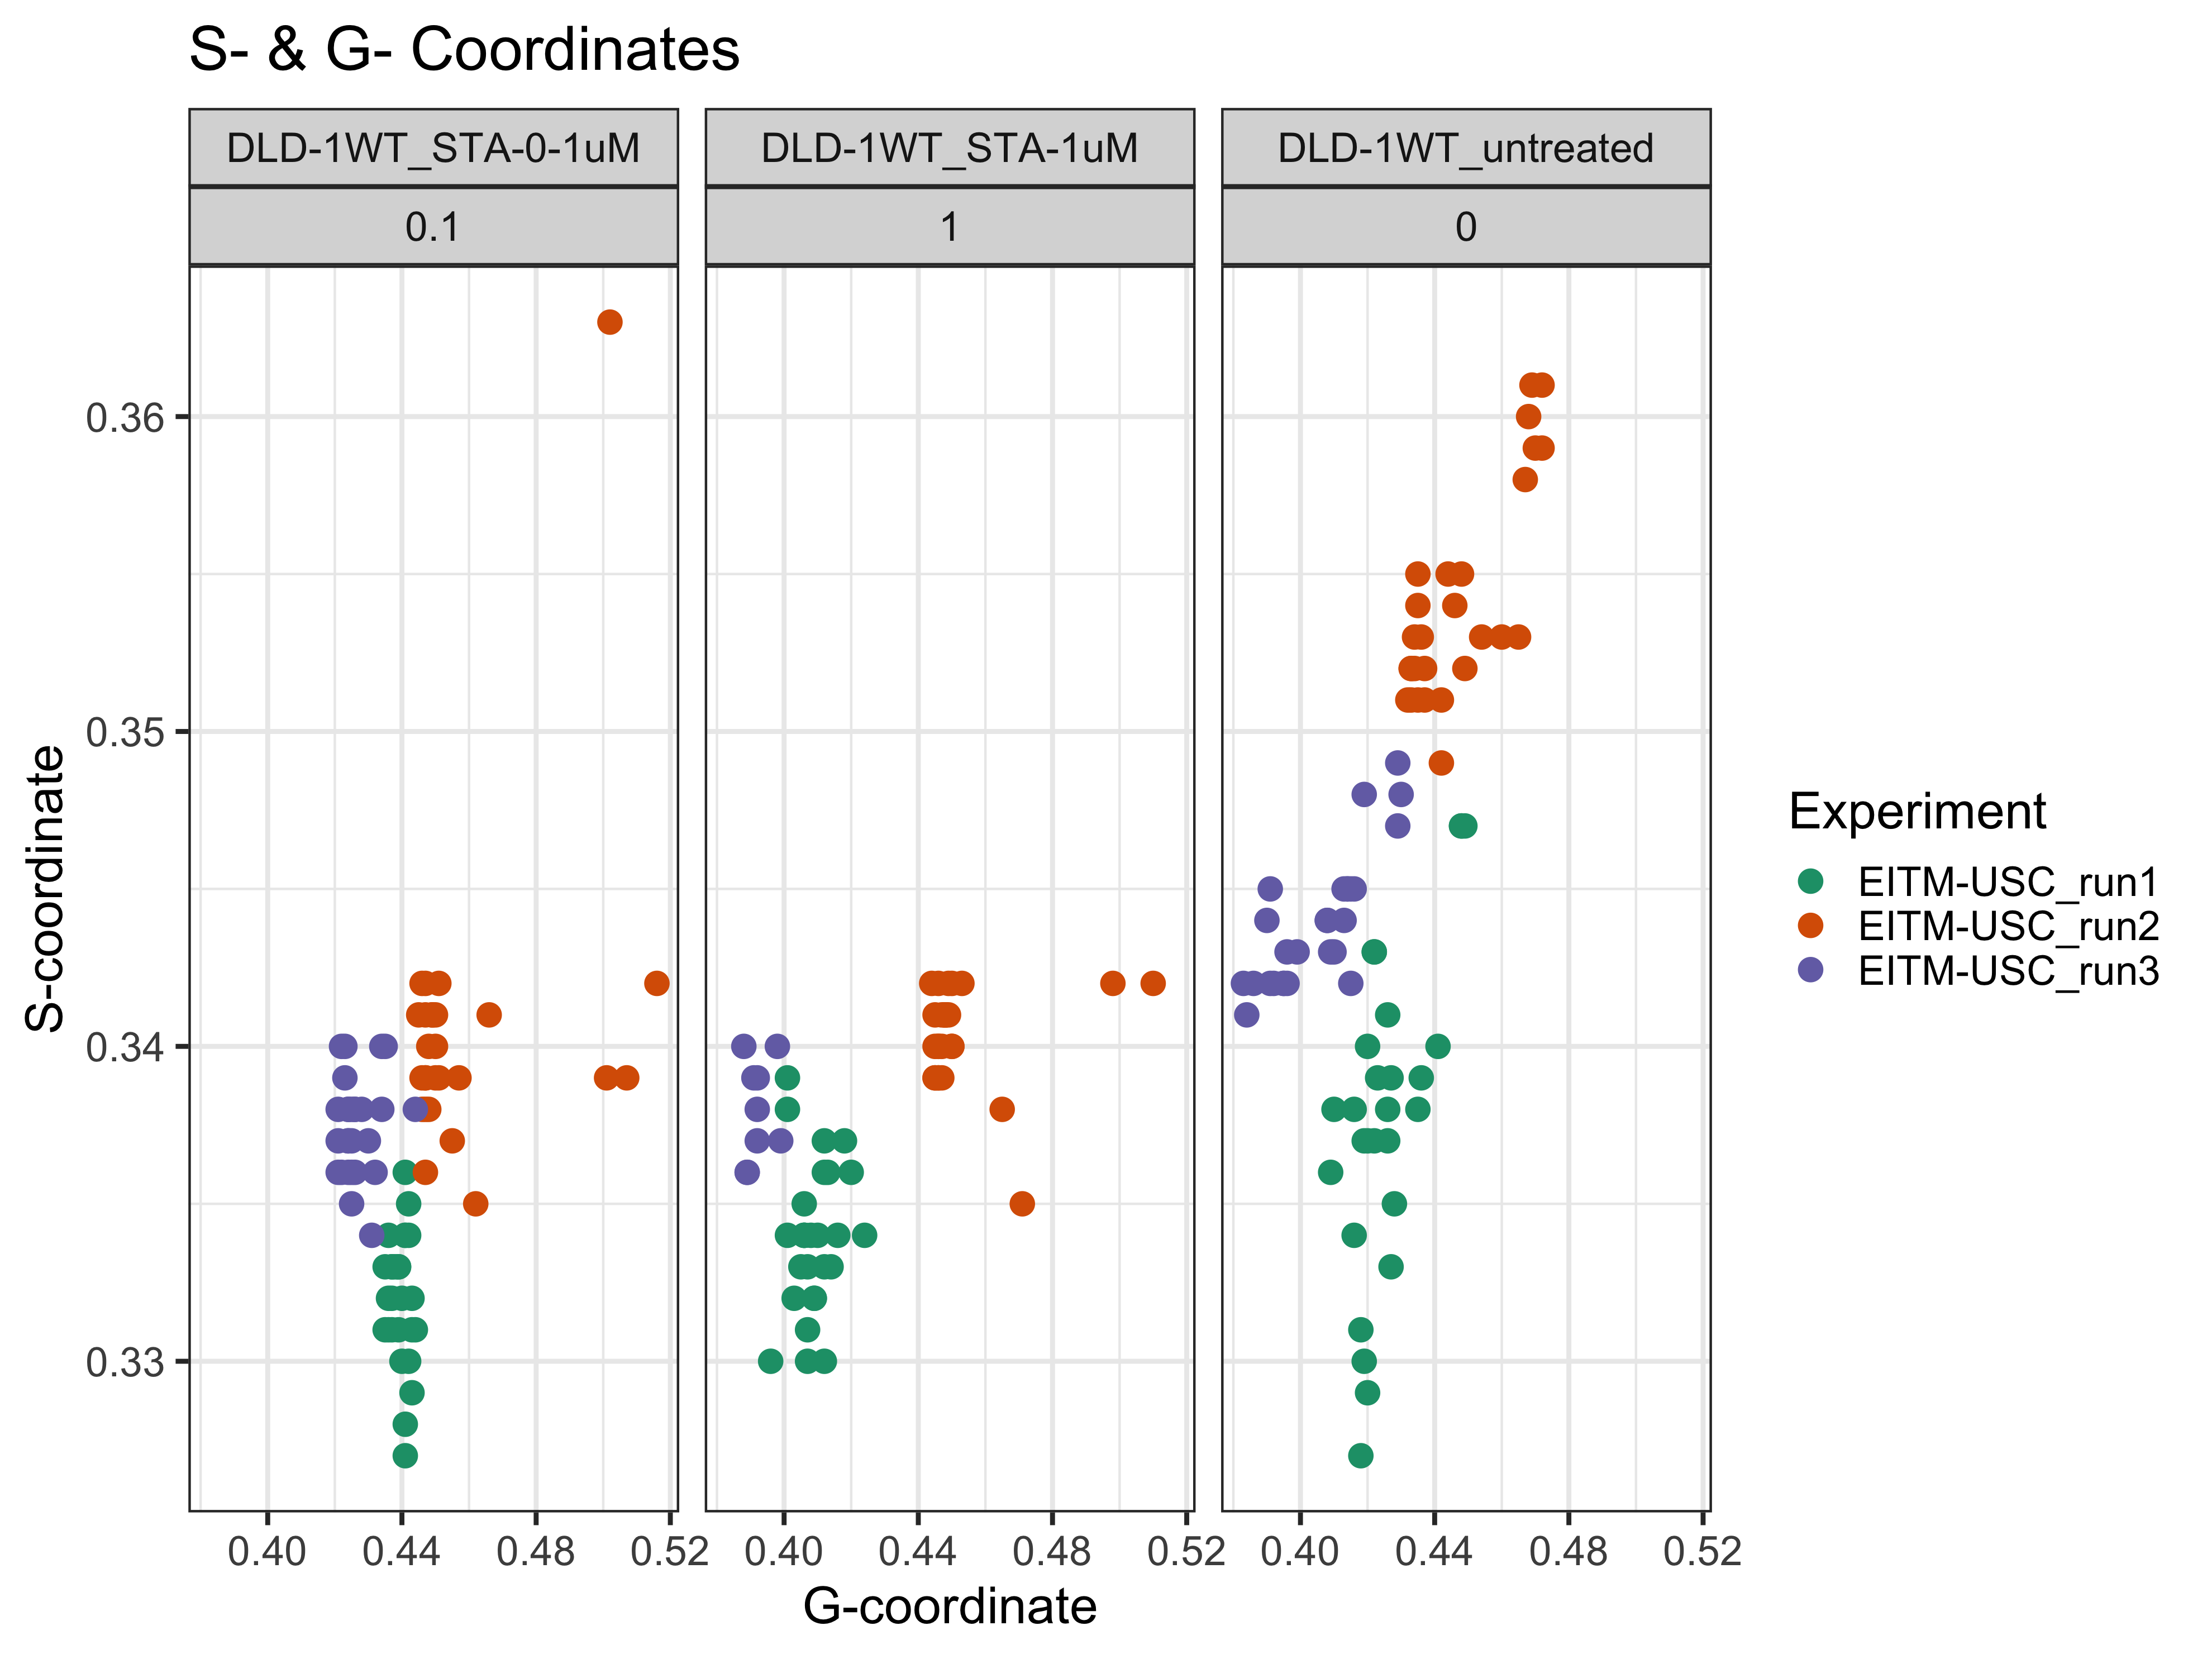 S- & G- Coordinates
DLD-1WT_STA-0-1uM
DLD-1WT_STA-1uM
DLD-1WT_untreated
0.1
1
0
S-coordinate
0.36
0.35
0.34
0.33
0.40 0.44 0.48 0.52
0.40 0.44 0.48 0.52
0.40 0.44 0.48 0.52
G-coordinate
Experiment
EITM-USC_run1
EITM-USC_run2
EITM-USC_run3